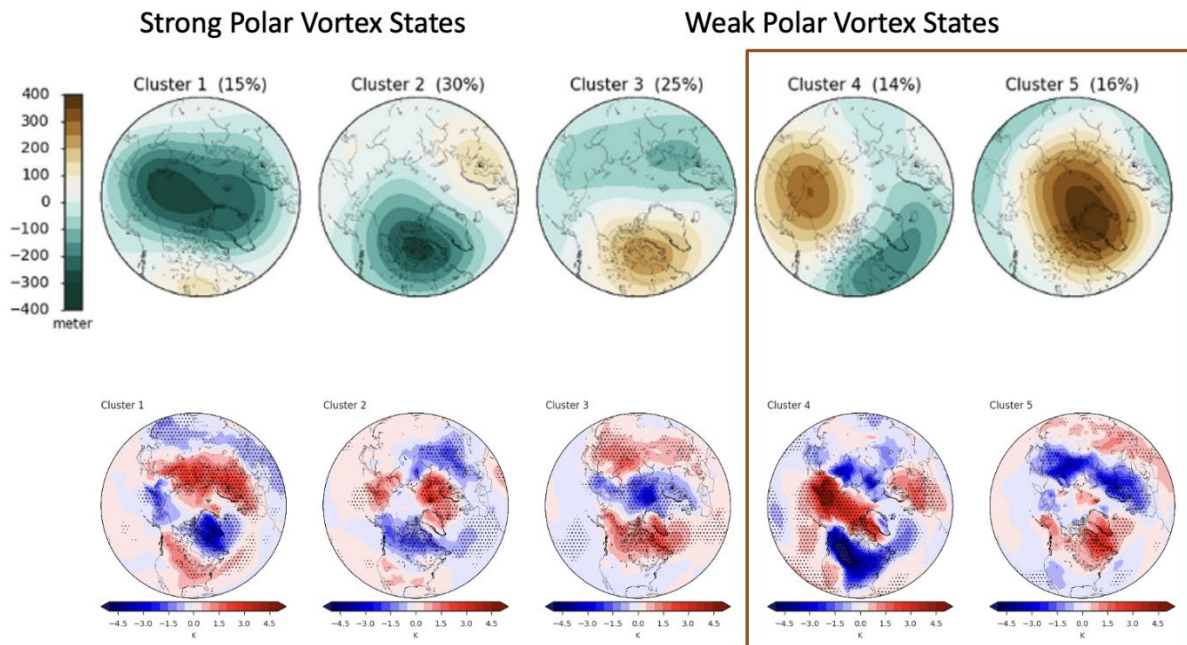 Strong Polar Vortex States
Weak Polar Vortex States
Cluster 1 (15%)
Cluster 2 (30%)
Cluster 3 (25%)
Cluster 4 (14%)
Cluster 5 (16%)
400
300
200
100
0
−100
−200
−300
−400
meter
Cluster 1
Cluster 2
Cluster 3
Cluster 4
Cluster 5
−4.5 −3.0 −1.5 0.0 1.5 3.0 4.5
K
−4.5 −3.0 −1.5 0.0 1.5 3.0 4.5
K
−4.5 −3.0 −1.5 0.0 1.5 3.0 4.5
K
−4.5 −3.0 −1.5 0.0 1.5 3.0 4.5
K
−4.5 −3.0 −1.5 0.0 1.5 3.0 4.5
K